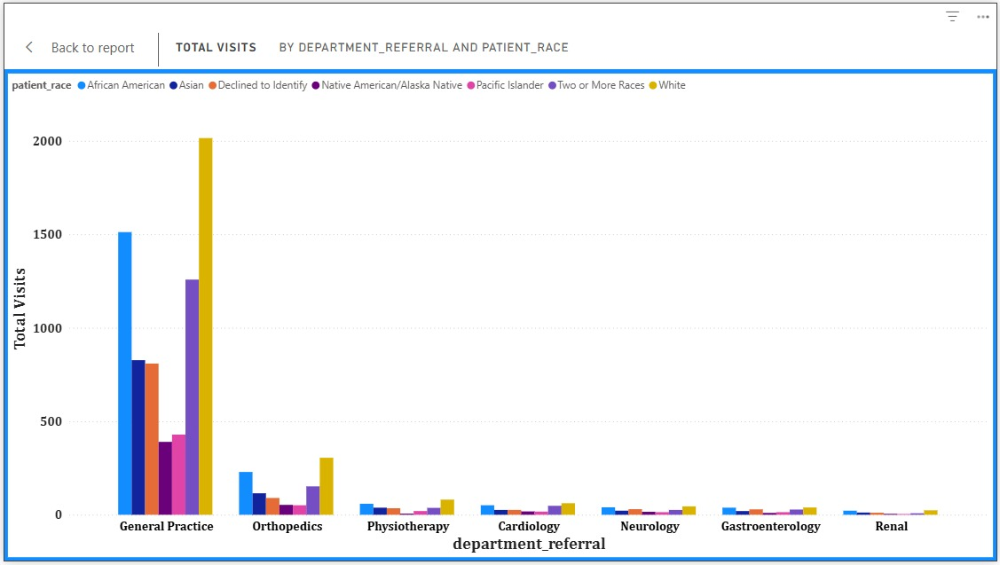 Back to report TOTAL VISITS BY DEPARTMENT_REFERRAL AND PATIENT_RACE
patient_race African American Asian Declined to Identify Native American/Alaska Native Pacific Islander Two or More Races White
2000
1500
1000
500
0
Total Visits
General Practice Orthopedics Physiotherapy Cardiology Neurology Gastroenterology Renal
department_referral